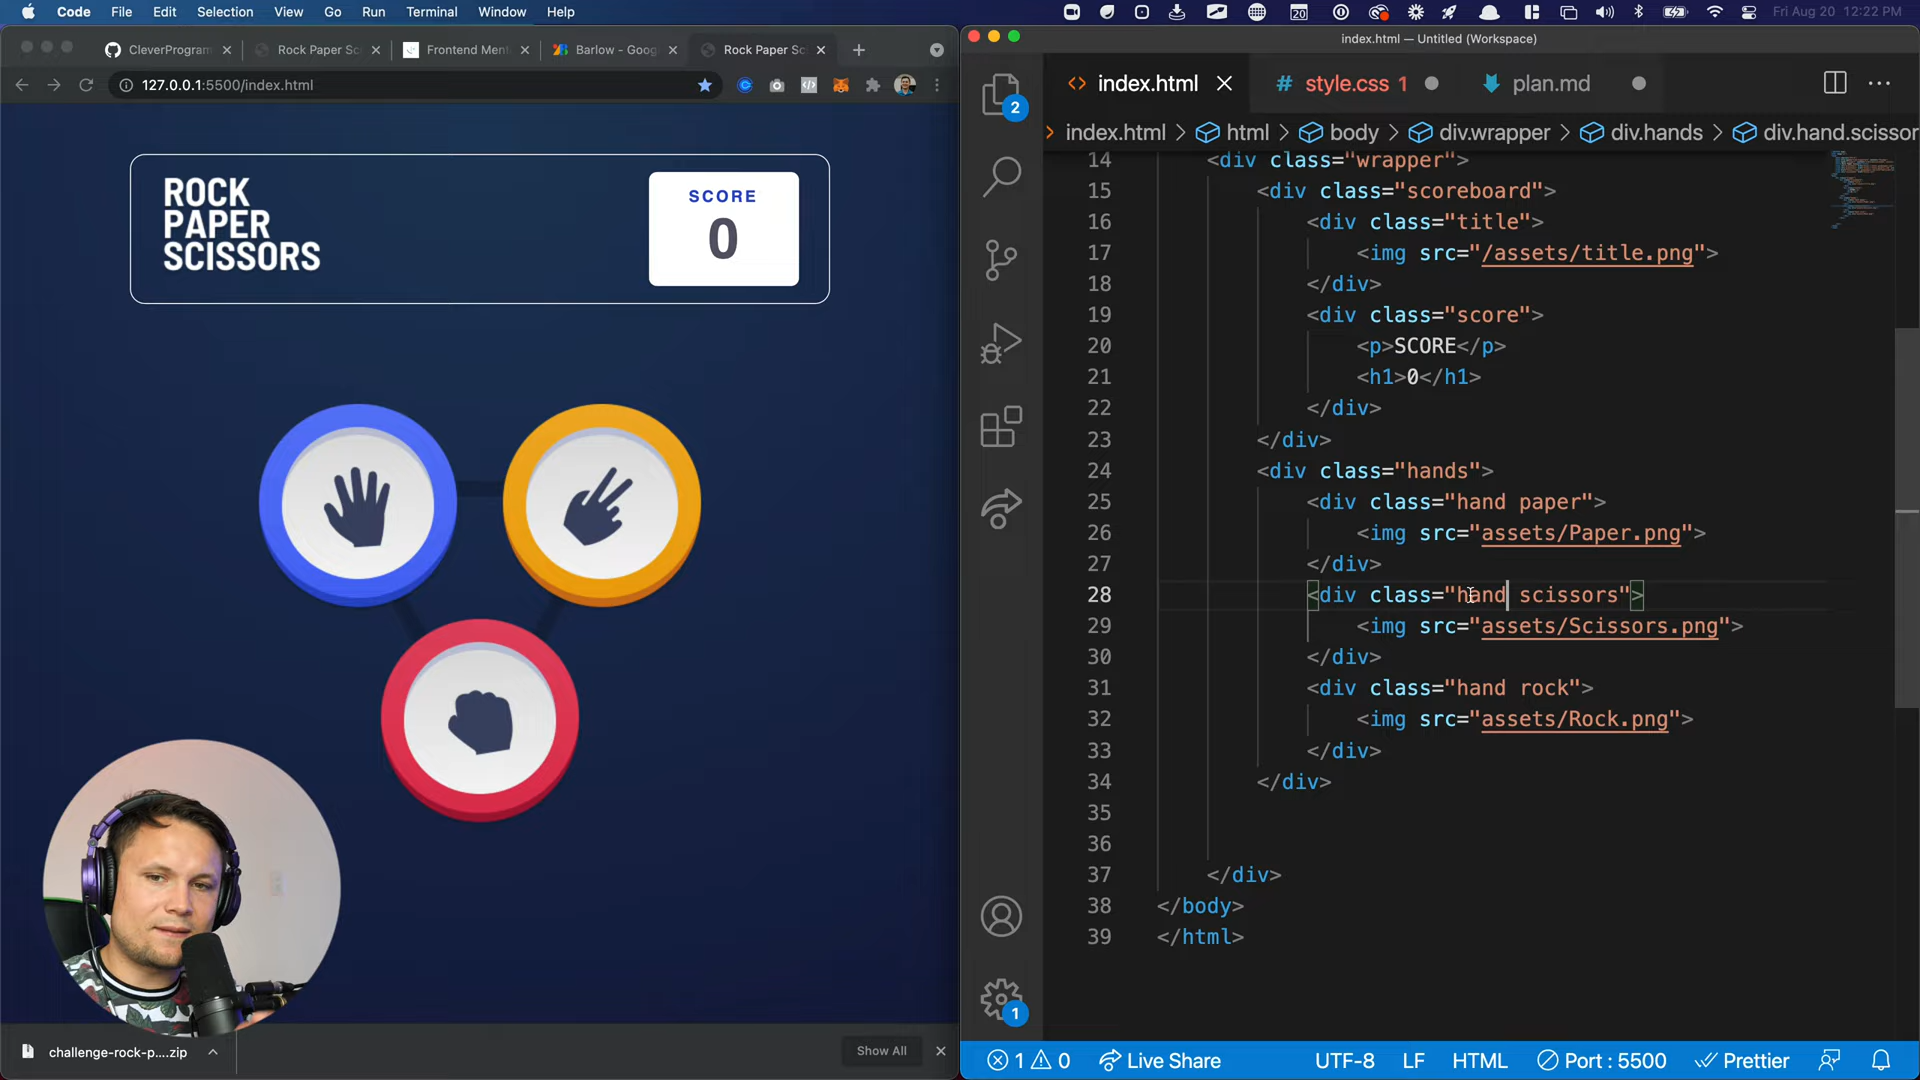 Code File Edit Selection View Go Run Terminal Window Help
20
Fri Aug 20 12:22 PM
CleverProgram
Rock Paper Sc
Frontend Ment
Barlow - Goog
Rock Paper Sc
127.0.0.1:5500/index.html
ROCK
PAPER
SCISSORS
SCORE
0
challenge-rock-p....zip
Show All
index.html — Untitled (Workspace)
index.html
# style.css 1
plan.md
index.html > html > body > div.wrapper > div.hands > div.hand.scissor
2
14 <div class="wrapper">
15 <div class="scoreboard">
16 <div class="title">
17 <img src="/assets/title.png">
18 </div>
19 <div class="score">
20 <p>SCORE</p>
21 <h1>0</h1>
22 </div>
23 </div>
24 <div class="hands">
25 <div class="hand paper">
26 <img src="assets/Paper.png">
27 </div>
28 <div class="hand scissors">
29 <img src="assets/Scissors.png">
30 </div>
31 <div class="hand rock">
32 <img src="assets/Rock.png">
33 </div>
34 </div>
35
36
37 </div>
38 </body>
39 </html>
1
1 0 Live Share UTF-8 LF HTML Port : 5500 Prettier